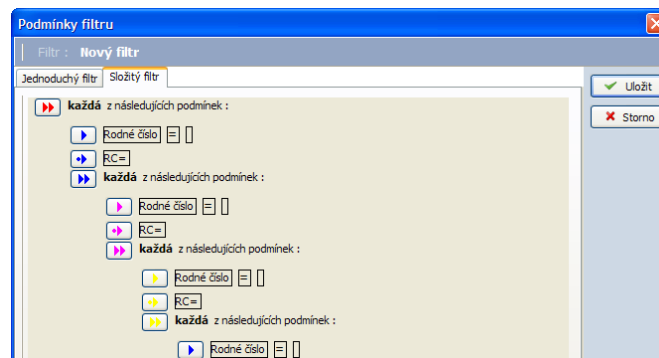 Podmínky filtru
Filtr : Nový filtr
Jednoduchý filtr Složitý filtr
Uložit
Storno
každá z následujících podmínek :
Rodné číslo =
RC=
každá z následujících podmínek :
Rodné číslo =
RC=
každá z následujících podmínek :
Rodné číslo =
RC=
každá z následujících podmínek :
Rodné číslo =